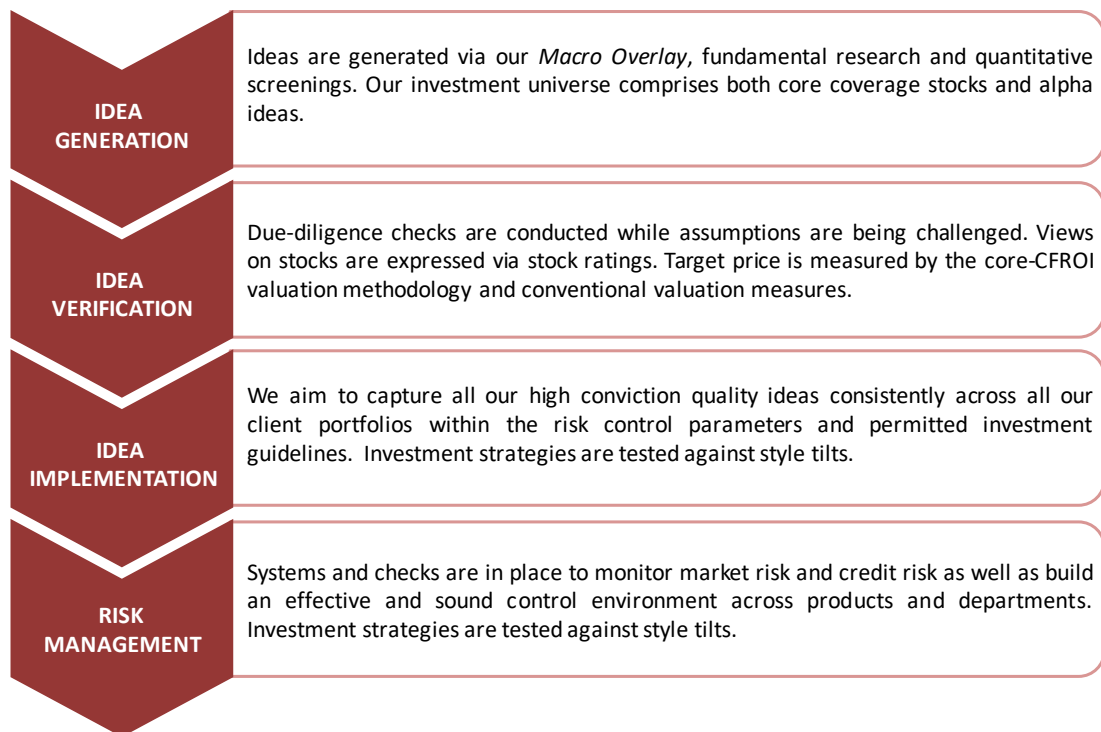 IDEA
GENERATION
Ideas are generated via our Macro Overlay, fundamental research and quantitative
screenings. Our investment universe comprises both core coverage stocks and alpha
ideas.
IDEA
VERIFICATION
Due-diligence checks are conducted while assumptions are being challenged. Views
on stocks are expressed via stock ratings. Target price is measured by the core-CFROI
valuation methodology and conventional valuation measures.
IDEA
IMPLEMENTATION
We aim to capture all our high conviction quality ideas consistently across all our
client portfolios within the risk control parameters and permitted investment
guidelines.  Investment strategies are tested against style tilts.
RISK
MANAGEMENT
Systems and checks are in place to monitor market risk and credit risk as well as build
an effective and sound control environment across products and departments.
Investment strategies are tested against style tilts.